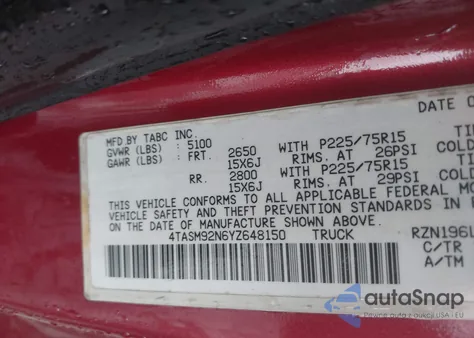 DATE O
MFD.BY TABC INC.
GVWR (LBS) : 5100
GAWR (LBS) : FRT. 2650 WITH P225/75R15
15X6J RIMS. AT 26PSI COLD
RR. 2800 WITH P225/75R15
15X6J RIMS. AT 29PSI COLD
THIS VEHICLE CONFORMS TO ALL APPLICABLE FEDERAL
VEHICLE SAFETY AND THEFT PREVENTION STANDARDS IN
ON THE DATE OF MANUFACTURE SHOWN ABOVE.
4TASM92N6YZ648150 TRUCK RZN196L
C/TR
A/TM
autoSnap